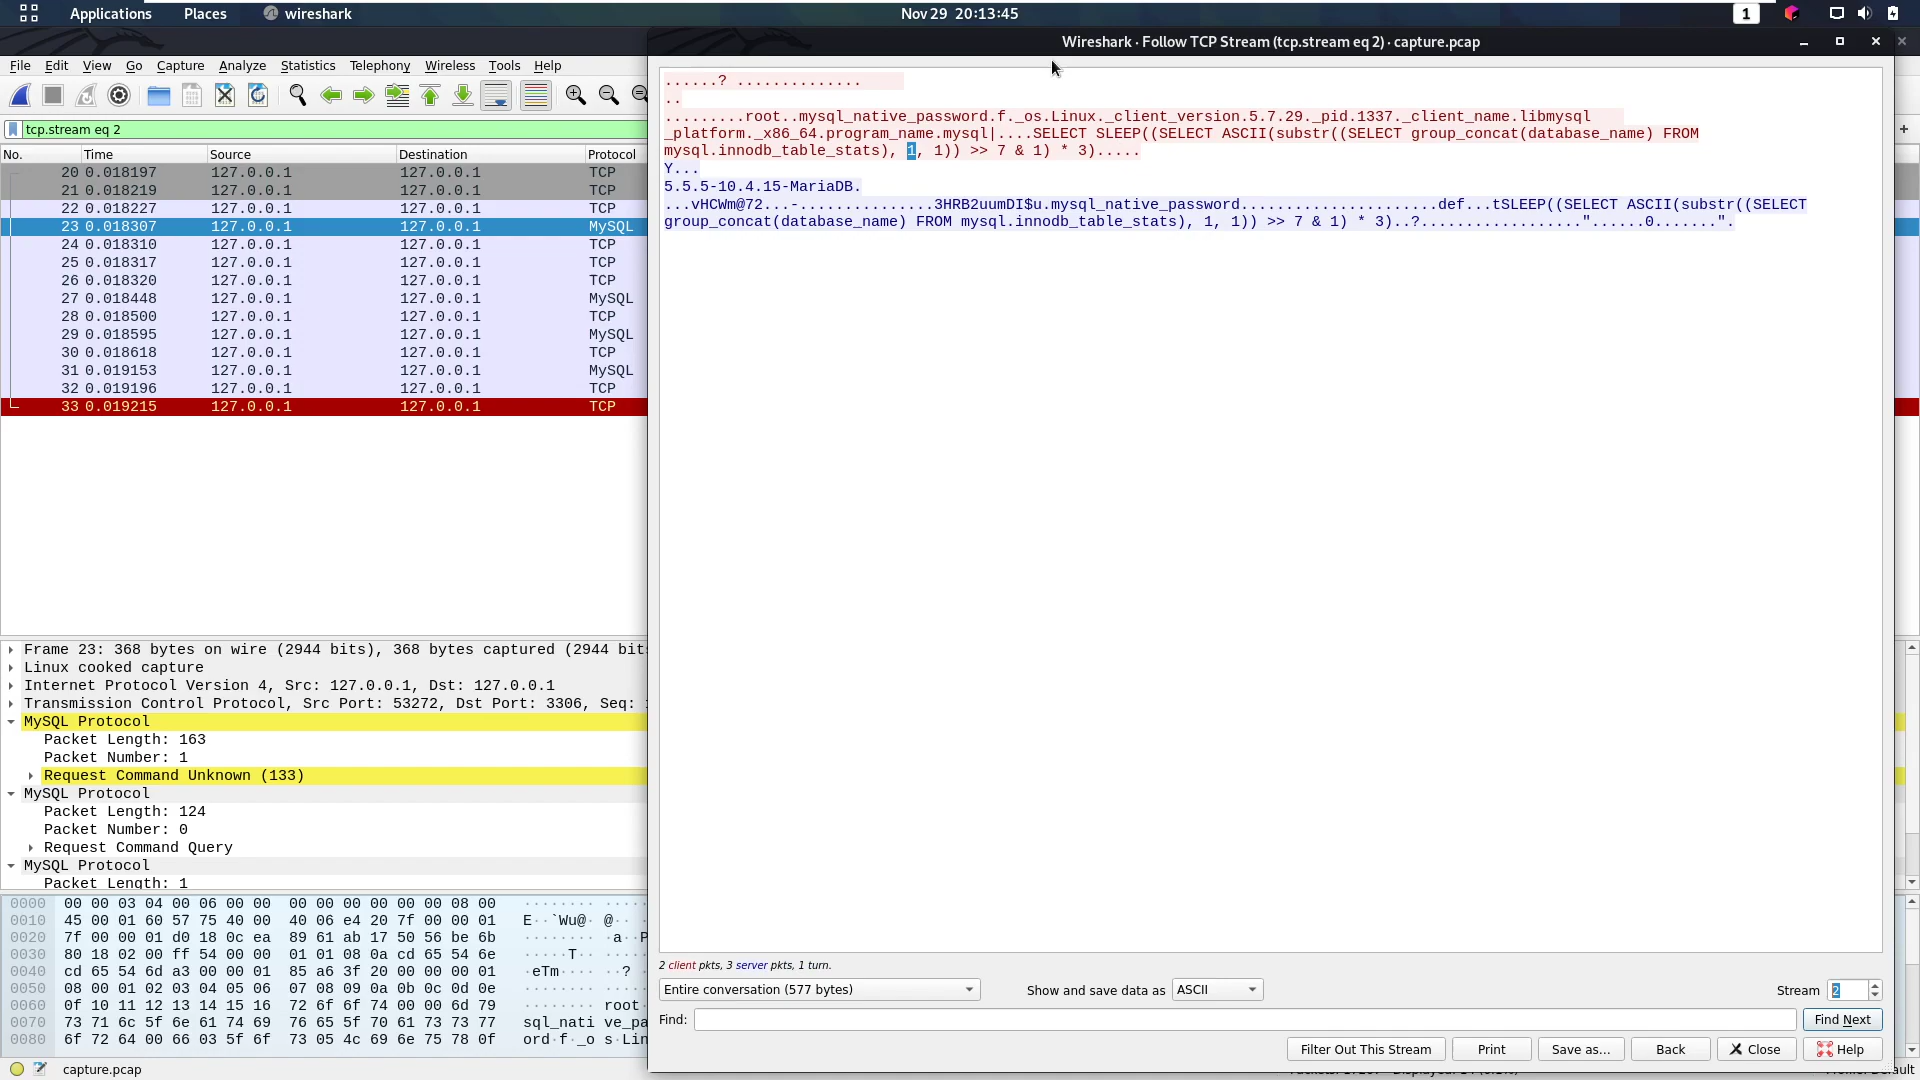 Applications Places wireshark Nov 29 20:13:45 1
Wireshark · Follow TCP Stream (tcp.stream eq 2) · capture.pcap
File Edit View Go Capture Analyze Statistics Telephony Wireless Tools Help
tcp.stream eq 2
No. Time Source Destination Protocol
20 0.018197 127.0.0.1 127.0.0.1 TCP
21 0.018219 127.0.0.1 127.0.0.1 TCP
22 0.018227 127.0.0.1 127.0.0.1 TCP
23 0.018307 127.0.0.1 127.0.0.1 MySQL
24 0.018310 127.0.0.1 127.0.0.1 TCP
25 0.018317 127.0.0.1 127.0.0.1 TCP
26 0.018320 127.0.0.1 127.0.0.1 TCP
27 0.018448 127.0.0.1 127.0.0.1 MySQL
28 0.018500 127.0.0.1 127.0.0.1 TCP
29 0.018595 127.0.0.1 127.0.0.1 MySQL
30 0.018618 127.0.0.1 127.0.0.1 TCP
31 0.019153 127.0.0.1 127.0.0.1 MySQL
32 0.019196 127.0.0.1 127.0.0.1 TCP
33 0.019215 127.0.0.1 127.0.0.1 TCP
Frame 23: 368 bytes on wire (2944 bits), 368 bytes captured (2944 bit
Linux cooked capture
Internet Protocol Version 4, Src: 127.0.0.1, Dst: 127.0.0.1
Transmission Control Protocol, Src Port: 53272, Dst Port: 3306, Seq:
MySQL Protocol
Packet Length: 163
Packet Number: 1
Request Command Unknown (133)
MySQL Protocol
Packet Length: 124
Packet Number: 0
Request Command Query
MySQL Protocol
Packet Length: 1
0000 00 00 03 04 00 06 00 00 00 00 00 00 00 00 08 00 ········ ·····
0010 45 00 01 60 57 75 40 00 40 06 e4 20 7f 00 00 01 E··`Wu@· @·· ·
0020 7f 00 00 01 d0 18 0c ea 89 61 ab 17 50 56 be 6b ········ ·a··P
0030 80 18 02 00 ff 54 00 00 01 01 08 0a cd 65 54 6e ·····T·· ·····
0040 cd 65 54 6d a3 00 00 01 85 a6 3f 20 00 00 00 01 ·eTm···· ··?
0050 08 00 01 02 03 04 05 06 07 08 09 0a 0b 0c 0d 0e ········ ·····
0060 0f 10 11 12 13 14 15 16 72 6f 6f 74 00 00 6d 79 ········ root·
0070 73 71 6c 5f 6e 61 74 69 76 65 5f 70 61 73 73 77 sql_nati ve_pa
0080 6f 72 64 00 66 03 5f 6f 73 05 4c 69 6e 75 78 0f ord·f·_o s·Lin
capture.pcap
......? ..............
..
.........root..mysql_native_password.f._os.Linux._client_version.5.7.29._pid.1337._client_name.libmysql
_platform._x86_64.program_name.mysql|....SELECT SLEEP((SELECT ASCII(substr((SELECT group_concat(database_name) FROM
mysql.innodb_table_stats), 1, 1)) >> 7 & 1) * 3).....
Y...
5.5.5-10.4.15-MariaDB.
...vHCWm@72...-...............3HRB2uumDI$u.mysql_native_password......................def...tSLEEP((SELECT ASCII(substr((SELECT
group_concat(database_name) FROM mysql.innodb_table_stats), 1, 1)) >> 7 & 1) * 3)..?.................."......0.......".
2 client pkts, 3 server pkts, 1 turn.
Entire conversation (577 bytes) Show and save data as ASCII Stream 2
Find: Find Next
Filter Out This Stream Print Save as... Back Close Help